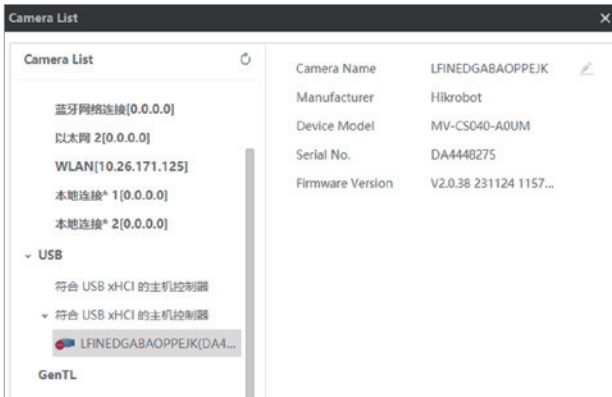 Camera List
Camera List
蓝牙网络连接[0.0.0.0]
以太网 2[0.0.0.0]
WLAN[10.26.171.125]
本地连接* 1[0.0.0.0]
本地连接* 2[0.0.0.0]
USB
符合 USB xHCI 的主机控制器
符合 USB xHCI 的主机控制器
LFINEDGABAOPPEJK(DA4...
GenTL
Camera Name LFINEDGABAOPPEJK
Manufacturer Hikrobot
Device Model MV-CS040-A0UM
Serial No. DA4448275
Firmware Version V2.0.38 231124 1157...